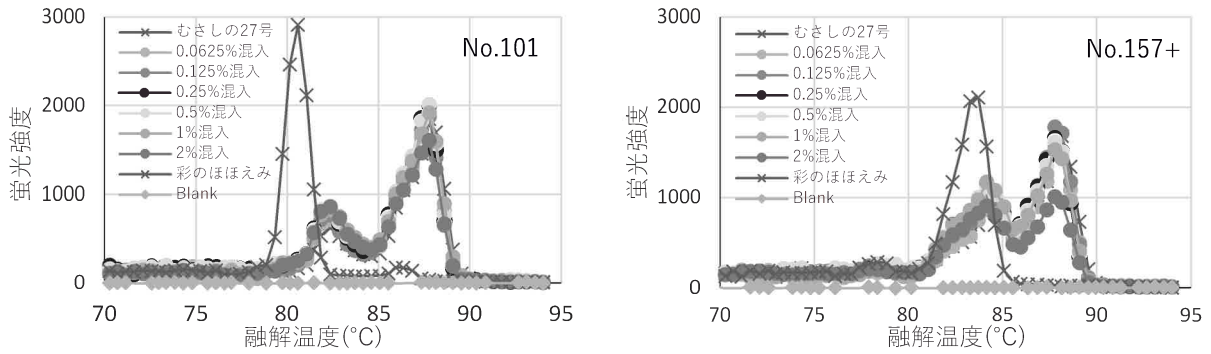 3000
2000
1000
0
蛍光強度
むさしの27号
0.0625%混入
0.125%混入
0.25%混入
0.5%混入
1%混入
2%混入
彩のほほえみ
Blank
No.101
70 75 80 85 90 95
融解温度(°C)
3000
2000
1000
0
蛍光強度
むさしの27号
0.0625%混入
0.125%混入
0.25%混入
0.5%混入
1%混入
2%混入
彩のほほえみ
Blank
No.157+
70 75 80 85 90 95
融解温度(°C)